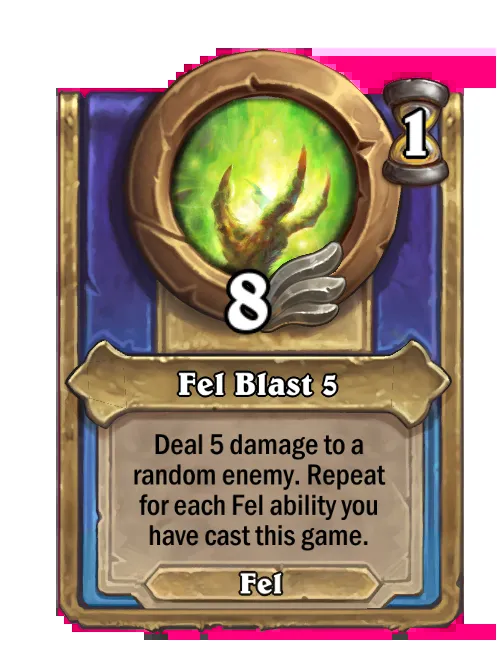 1
8
Fel Blast 5
Deal 5 damage to a
random enemy. Repeat
for each Fel ability you
have cast this game.
Fel